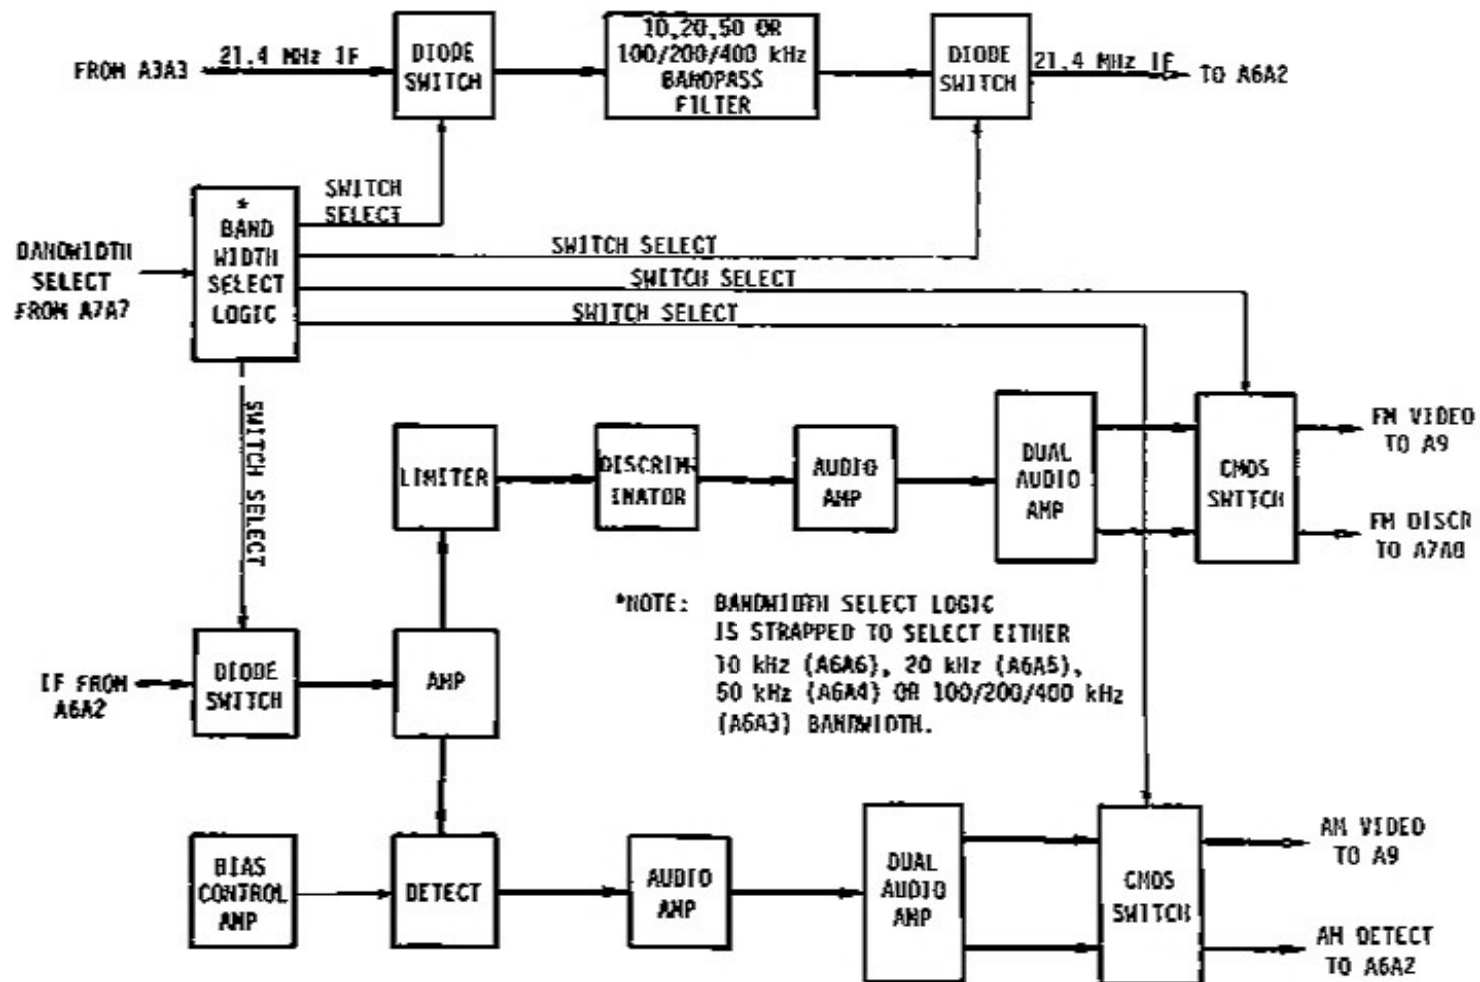 FROM A3A3
21.4 MHz IF
DIODE
SWITCH
10,20,50 OR
100/200/400 kHz
BANDPASS
FILTER
DIODE
SWITCH
21.4 MHz IF
TO A6A2
BANDWIDTH
SELECT
FROM A7A7
*
BAND
WIDTH
SELECT
LOGIC
SWITCH
SELECT
SWITCH SELECT
SWITCH SELECT
SWITCH SELECT
SWITCH SELECT
LIMITER
DISCRIM-
INATOR
AUDIO
AMP
DUAL
AUDIO
AMP
CMOS
SWITCH
FM VIDEO
TO A9
FM DISCR
TO A7A8
*NOTE: BANDWIDTH SELECT LOGIC
IS STRAPPED TO SELECT EITHER
10 kHz (A6A6), 20 kHz (A6A5),
50 kHz (A6A4) OR 100/200/400 kHz
(A6A3) BANDWIDTH.
IF FROM
A6A2
DIODE
SWITCH
AMP
BIAS
CONTROL
AMP
DETECT
AUDIO
AMP
DUAL
AUDIO
AMP
CMOS
SWITCH
AM VIDEO
TO A9
AM DETECT
TO A6A2